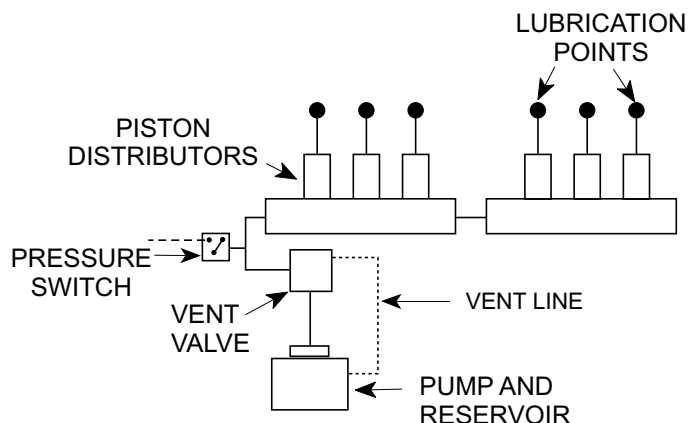 LUBRICATION
POINTS
PISTON
DISTRIBUTORS
PRESSURE
SWITCH
VENT
VALVE
VENT LINE
PUMP AND
RESERVOIR